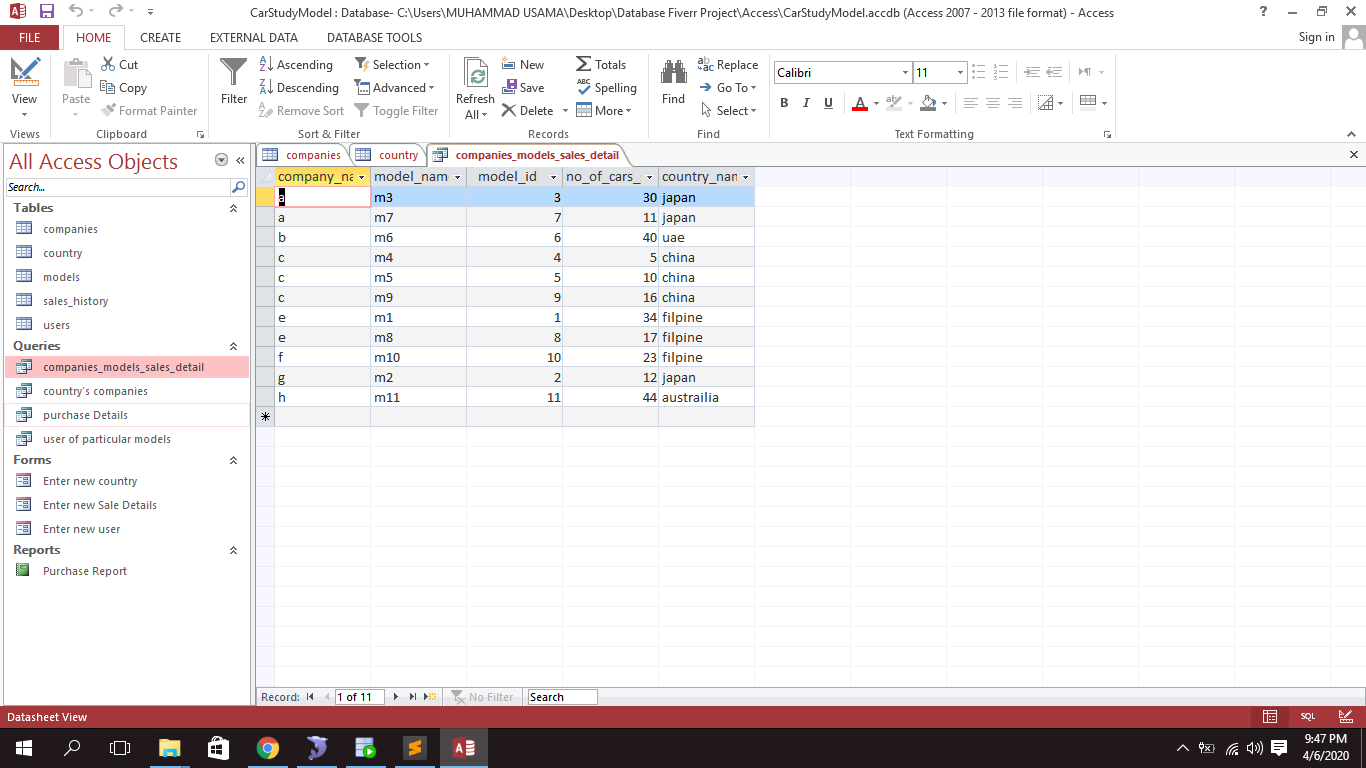 CarStudyModel : Database- C:\Users\MUHAMMAD USAMA\Desktop\Database Fiverr Project\Access\CarStudyModel.accdb (Access 2007 - 2013 file format) - Access
FILE HOME CREATE EXTERNAL DATA DATABASE TOOLS Sign in
View
Views
Paste
Cut
Copy
Format Painter
Clipboard
Filter
Ascending
Descending
Remove Sort
Selection
Advanced
Toggle Filter
Sort & Filter
Refresh
All
New
Save
Delete
Totals
Spelling
More
Records
Find
Replace
Go To
Select
Find
Calibri 11
B I U A
Text Formatting
All Access Objects
Search...
Tables
companies
country
models
sales_history
users
Queries
companies_models_sales_detail
country's companies
purchase Details
user of particular models
Forms
Enter new country
Enter new Sale Details
Enter new user
Reports
Purchase Report
companies country companies_models_sales_detail
company_na model_nam model_id no_of_cars_ country_nan
a m3 3 30 japan
a m7 7 11 japan
b m6 6 40 uae
c m4 4 5 china
c m5 5 10 china
c m9 9 16 china
e m1 1 34 filpine
e m8 8 17 filpine
f m10 10 23 filpine
g m2 2 12 japan
h m11 11 44 austrailia
Record: 1 of 11 No Filter Search
Datasheet View SQL
9:47 PM
4/6/2020